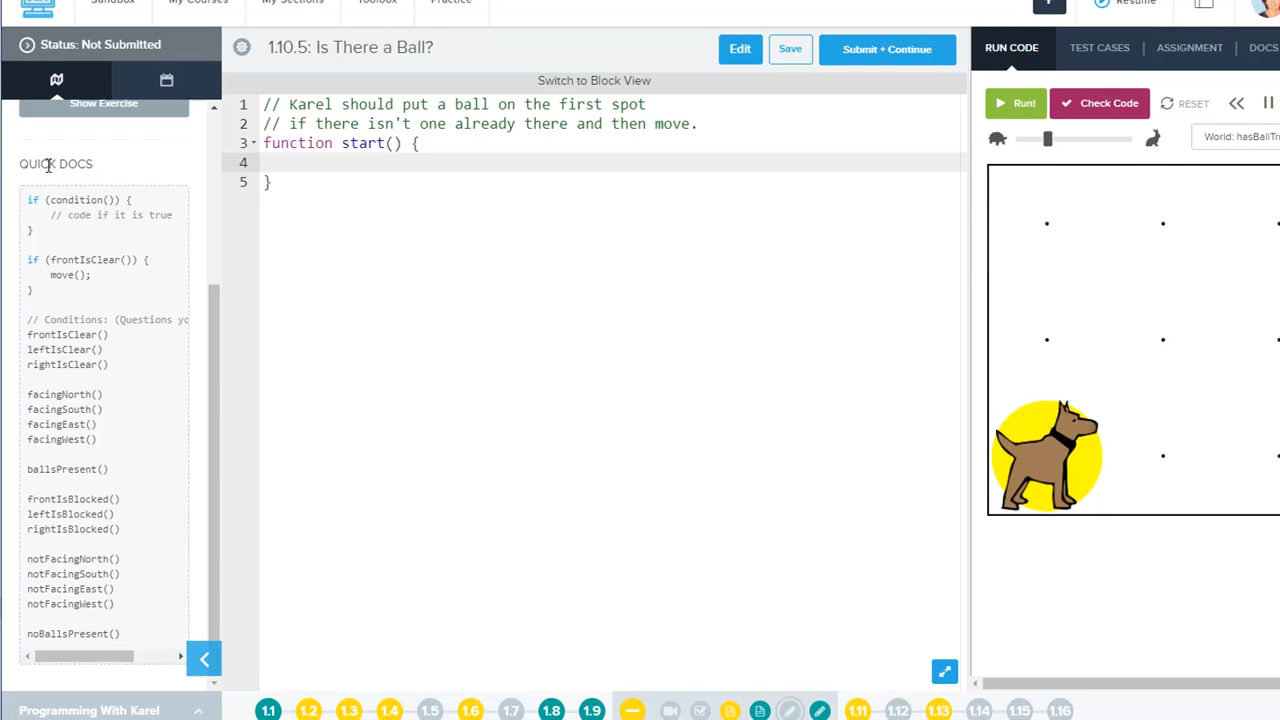 Sandbox
My Courses
My Sections
Toolbox
Practice
Resume
Status: Not Submitted
1.10.5: Is There a Ball?
Edit
Save
Submit + Continue
RUN CODE
TEST CASES
ASSIGNMENT
DOCS
Show Exercise
Switch to Block View
Run!
Check Code
RESET
World: hasBallTr
QUICK DOCS
if (condition()) {
// code if it is true
}
if (frontIsClear()) {
move();
}
// Conditions: (Questions yo
frontIsClear()
leftIsClear()
rightIsClear()
facingNorth()
facingSouth()
facingEast()
facingWest()
ballsPresent()
frontIsBlocked()
leftIsBlocked()
rightIsBlocked()
notFacingNorth()
notFacingSouth()
notFacingEast()
notFacingWest()
noBallsPresent()
1 // Karel should put a ball on the first spot
2 // if there isn't one already there and then move.
3 function start() {
4
5 }
Programming With Karel
1.1 1.2 1.3 1.4 1.5 1.6 1.7 1.8 1.9 1.11 1.12 1.13 1.14 1.15 1.16